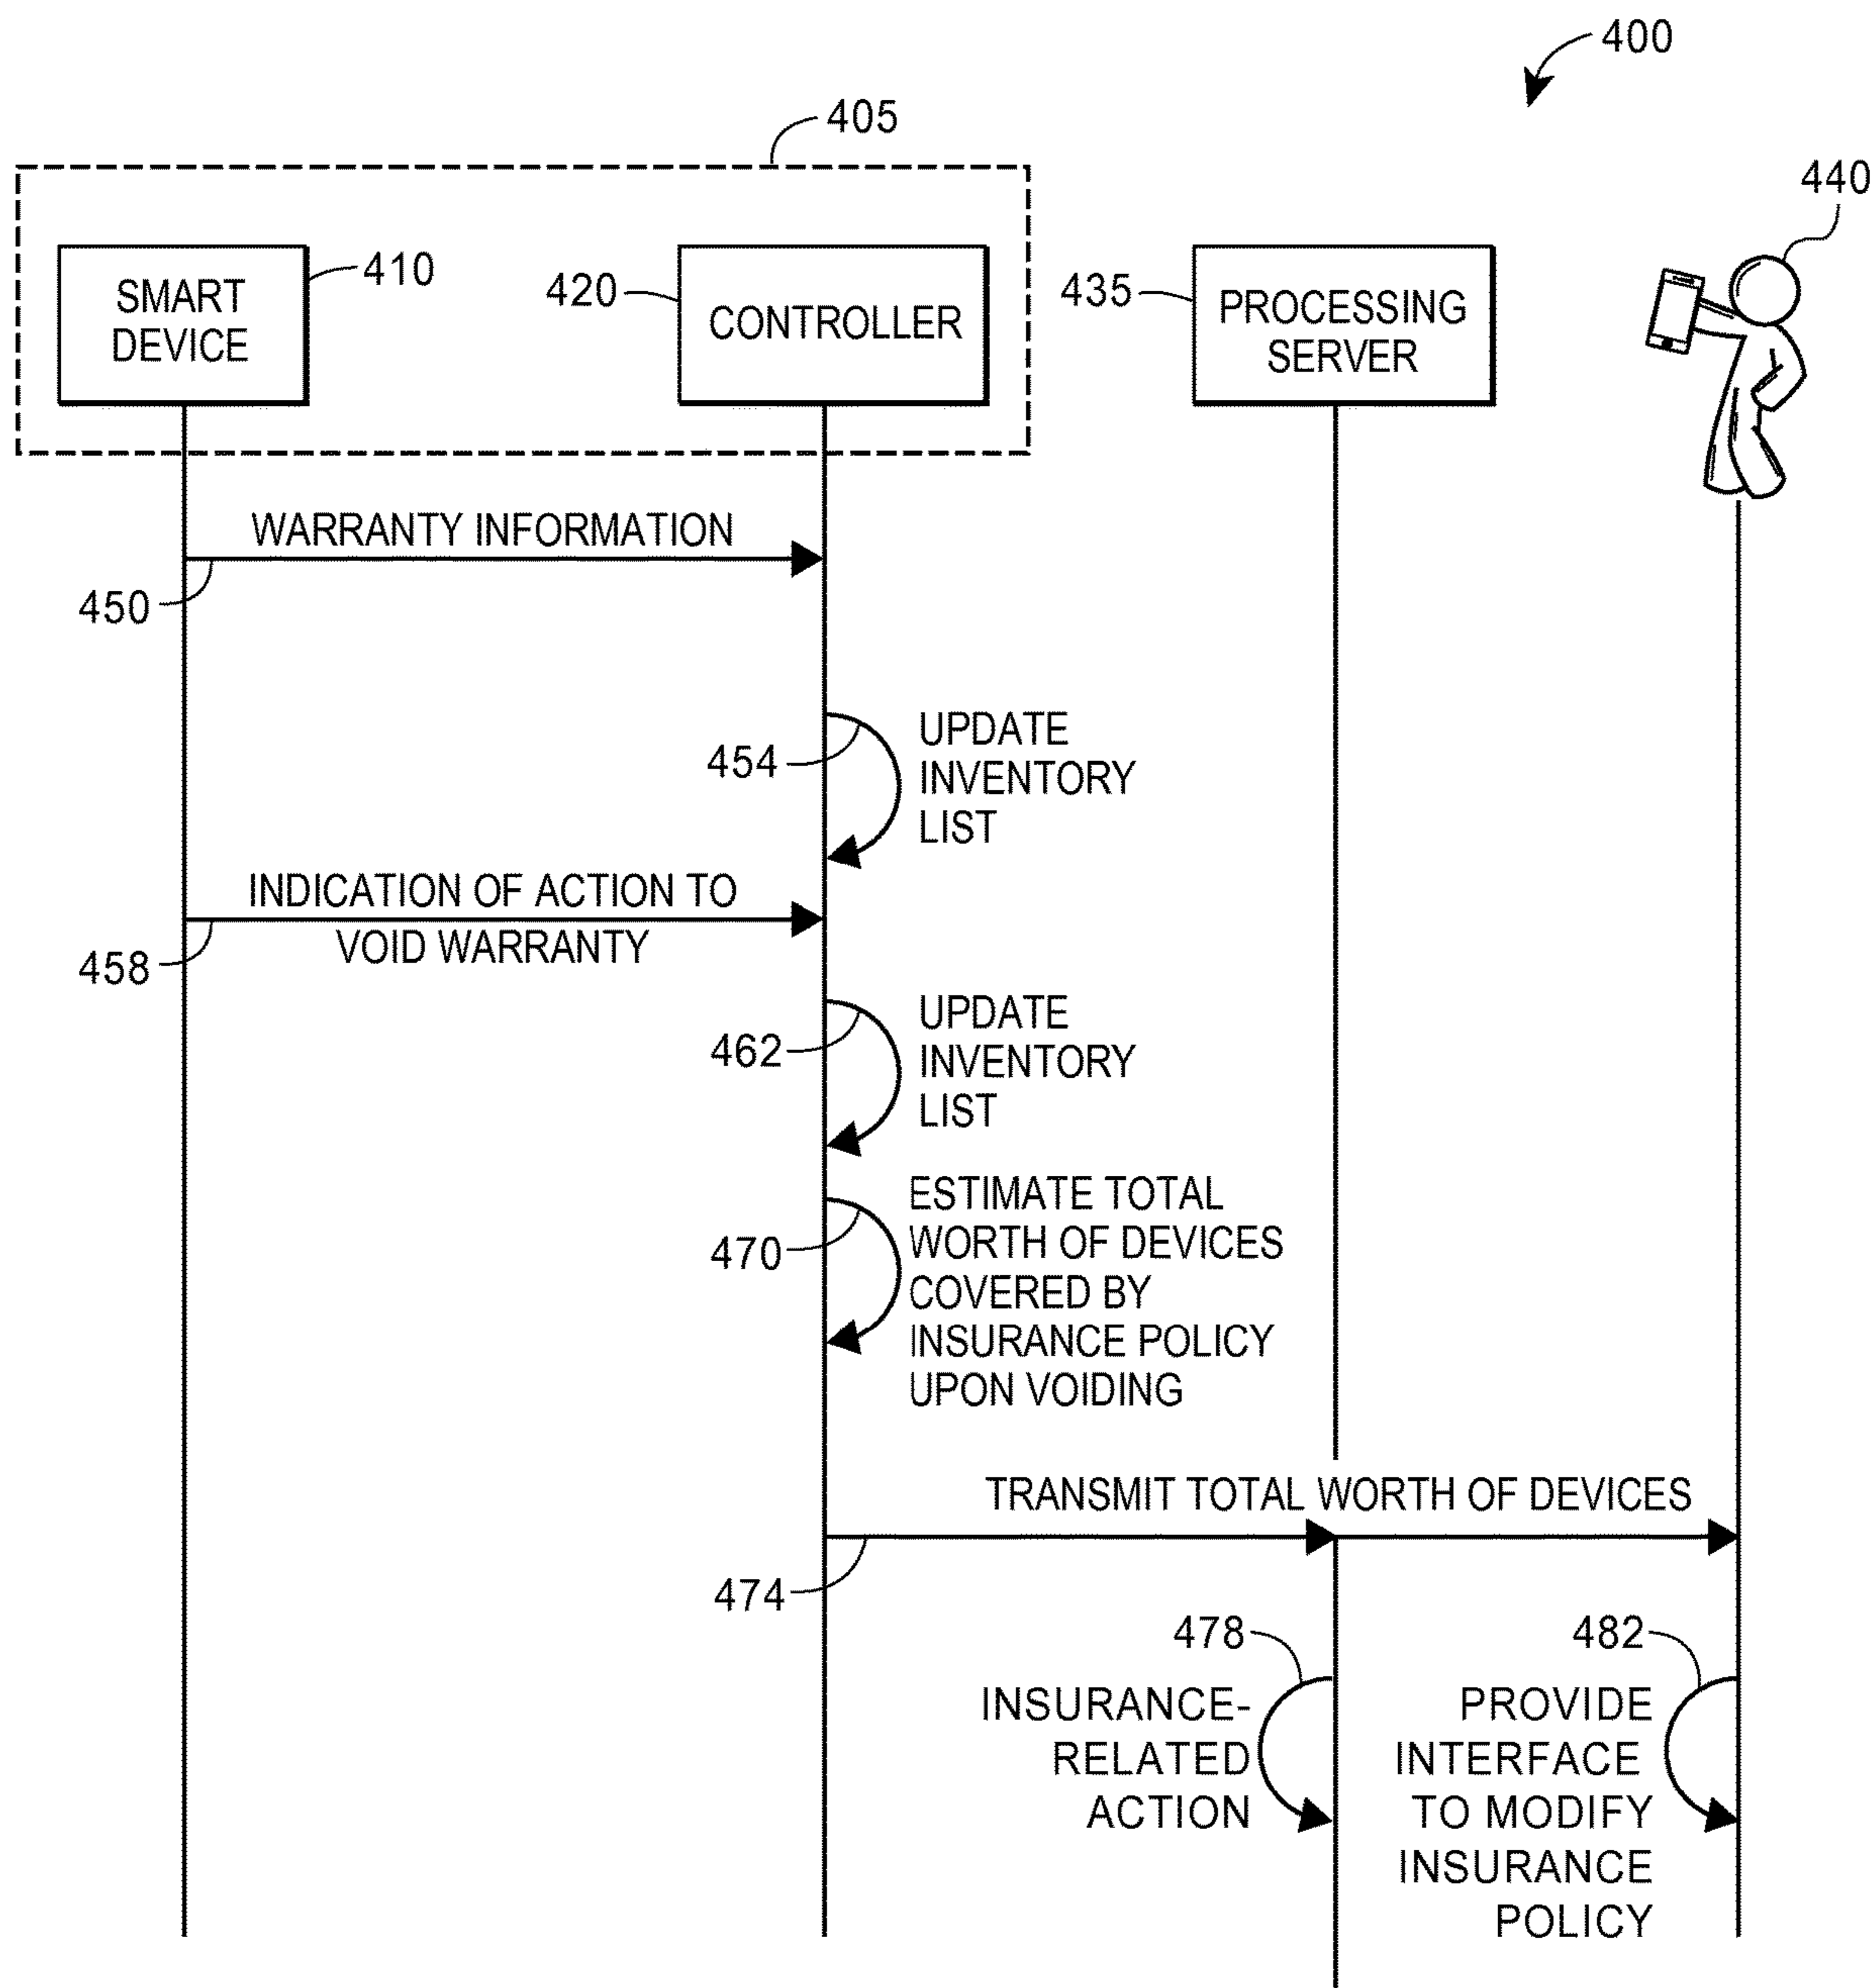 400
405
440
SMART
DEVICE
410
420
CONTROLLER
435
PROCESSING
SERVER
WARRANTY INFORMATION
450
454
UPDATE
INVENTORY
LIST
INDICATION OF ACTION TO
VOID WARRANTY
458
462
UPDATE
INVENTORY
LIST
470
ESTIMATE TOTAL
WORTH OF DEVICES
COVERED BY
INSURANCE POLICY
UPON VOIDING
TRANSMIT TOTAL WORTH OF DEVICES
474
478
INSURANCE-
RELATED
ACTION
482
PROVIDE
INTERFACE
TO MODIFY
INSURANCE
POLICY